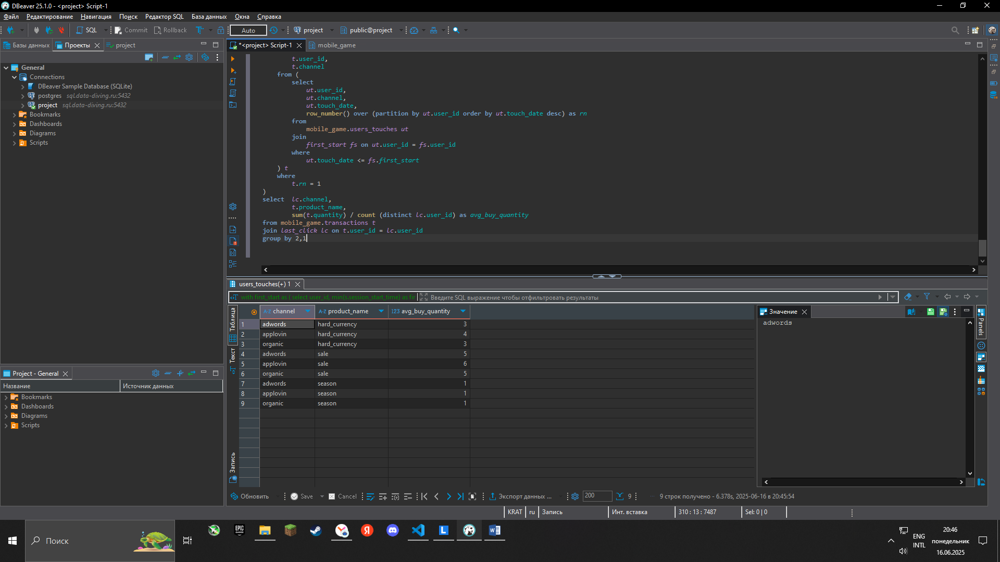 DBeaver 25.1.0 - <project> Script-1
Файл Редактирование Навигация Поиск Редактор SQL База данных Окна Справка
SQL Commit Rollback Auto project public@project
Базы данных Проекты project
General
Connections
DBeaver Sample Database (SQLite)
postgres sql.data-diving.ru:5432
project sql.data-diving.ru:5432
Bookmarks
Dashboards
Diagrams
Scripts
Project - General
Название Источник данных
Bookmarks
Dashboards
Diagrams
Scripts
*<project> Script-1 mobile_game
t.user_id,
t.channel
from (
select
ut.user_id,
ut.channel,
ut.touch_date,
row_number() over (partition by ut.user_id order by ut.touch_date desc) as rn
from
mobile_game.users_touches ut
join
first_start fs on ut.user_id = fs.user_id
where
ut.touch_date <= fs.first_start
) t
where
t.rn = 1
)
select lc.channel,
t.product_name,
sum(t.quantity) / count (distinct lc.user_id) as avg_buy_quantity
from mobile_game.transactions t
join last_click lc on t.user_id = lc.user_id
group by 2,1
users_touches(+) 1
with first_start as ( select user_id, min(s.session_start_time) as fir Введите SQL выражение чтобы отфильтровать результаты
Таблица
Текст
Запись
A-Z channel A-Z product_name 123 avg_buy_quantity
1 adwords hard_currency 3
2 applovin hard_currency 4
3 organic hard_currency 3
4 adwords sale 5
5 applovin sale 6
6 organic sale 5
7 adwords season 1
8 applovin season 1
9 organic season 1
Значение
adwords
Panels
Обновить Save Cancel Экспорт данных ... 200 9 9 строк получено - 6.378s, 2025-06-16 в 20:45:54
KRAT ru Запись Инт. вставка 310 : 13 : 7487 Sel: 0 | 0
Поиск
EPIC GAMES
Я
L
W
ENG
INTL
20:46
понедельник
16.06.2025